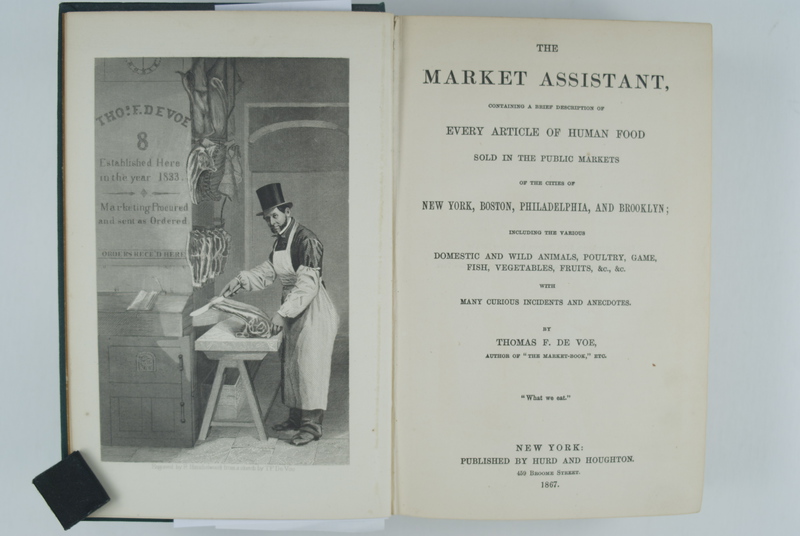 THOS. F. DE VOE
8
Established Here
in the year 1833.
Marketing Procured
and sent as Ordered.
ORDERS RECE'D HERE
THE
MARKET ASSISTANT,
CONTAINING A BRIEF DESCRIPTION OF
EVERY ARTICLE OF HUMAN FOOD
SOLD IN THE PUBLIC MARKETS
OF THE CITIES OF
NEW YORK, BOSTON, PHILADELPHIA, AND BROOKLYN;
INCLUDING THE VARIOUS
DOMESTIC AND WILD ANIMALS, POULTRY, GAME,
FISH, VEGETABLES, FRUITS, &c., &c.
WITH
MANY CURIOUS INCIDENTS AND ANECDOTES.
BY
THOMAS F. DE VOE,
AUTHOR OF "THE MARKET-BOOK," ETC.
"What we eat."
NEW YORK:
PUBLISHED BY HURD AND HOUGHTON.
459 BROOME STREET.
1867.